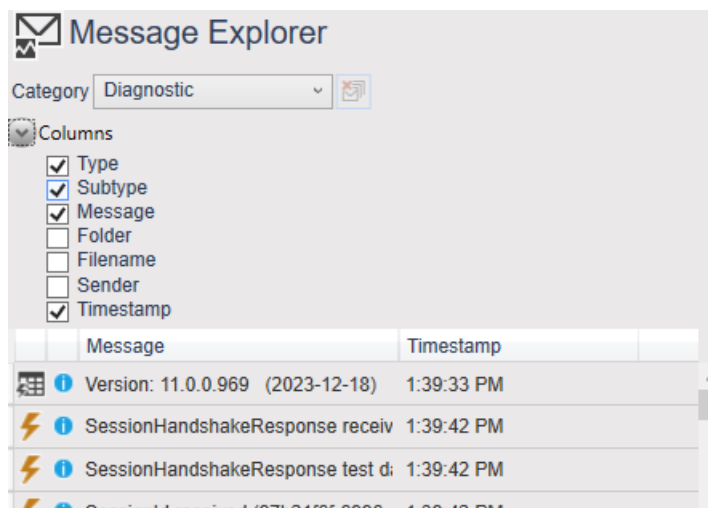 Message Explorer
Category Diagnostic
Columns
Type
Subtype
Message
Folder
Filename
Sender
Timestamp
Message Timestamp
Version: 11.0.0.969 (2023-12-18) 1:39:33 PM
SessionHandshakeResponse receiv 1:39:42 PM
SessionHandshakeResponse test da 1:39:42 PM